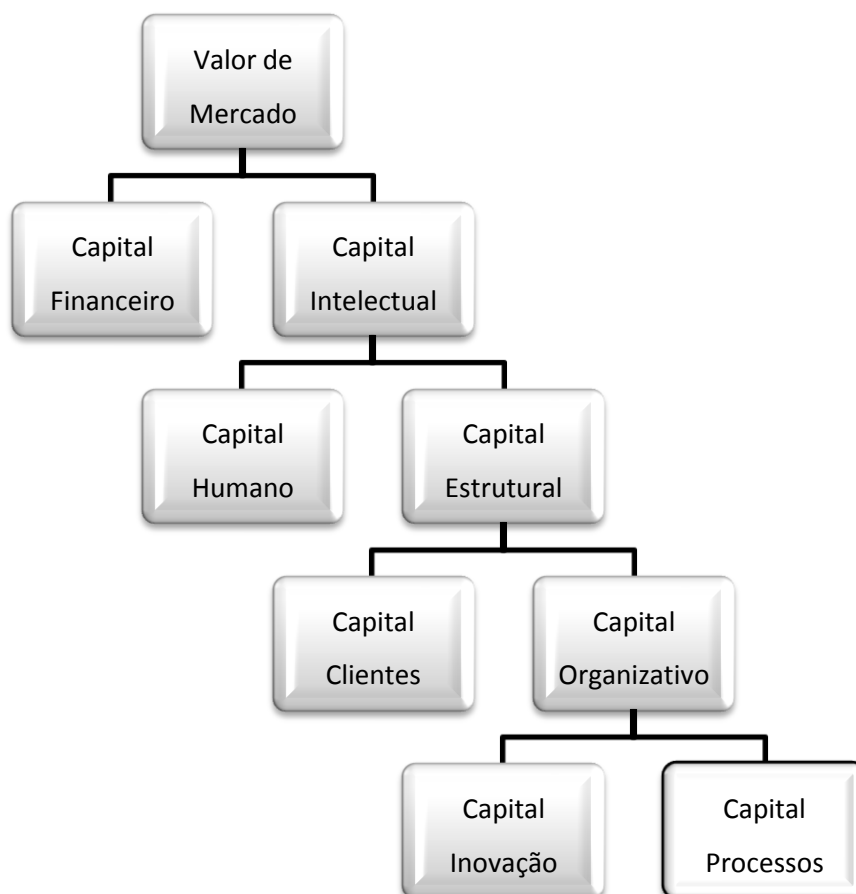 Valor de
Mercado
Capital
Financeiro
Capital
Intelectual
Capital
Humano
Capital
Estrutural
Capital
Clientes
Capital
Organizativo
Capital
Inovação
Capital
Processos